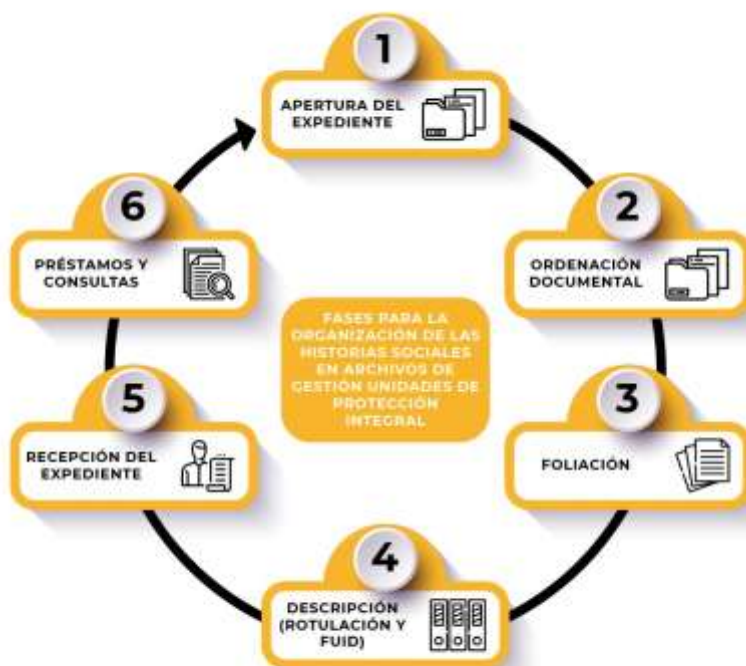 1
APERTURA DEL
EXPEDIENTE
2
ORDENACIÓN
DOCUMENTAL
3
FOLIACIÓN
4
DESCRIPCIÓN
(ROTULACIÓN Y
FUID)
5
RECEPCIÓN DEL
EXPEDIENTE
6
PRÉSTAMOS Y
CONSULTAS
FASES PARA LA
ORGANIZACIÓN DE LAS
HISTORIAS SOCIALES
EN ARCHIVOS DE
GESTIÓN UNIDADES DE
PROTECCIÓN
INTEGRAL